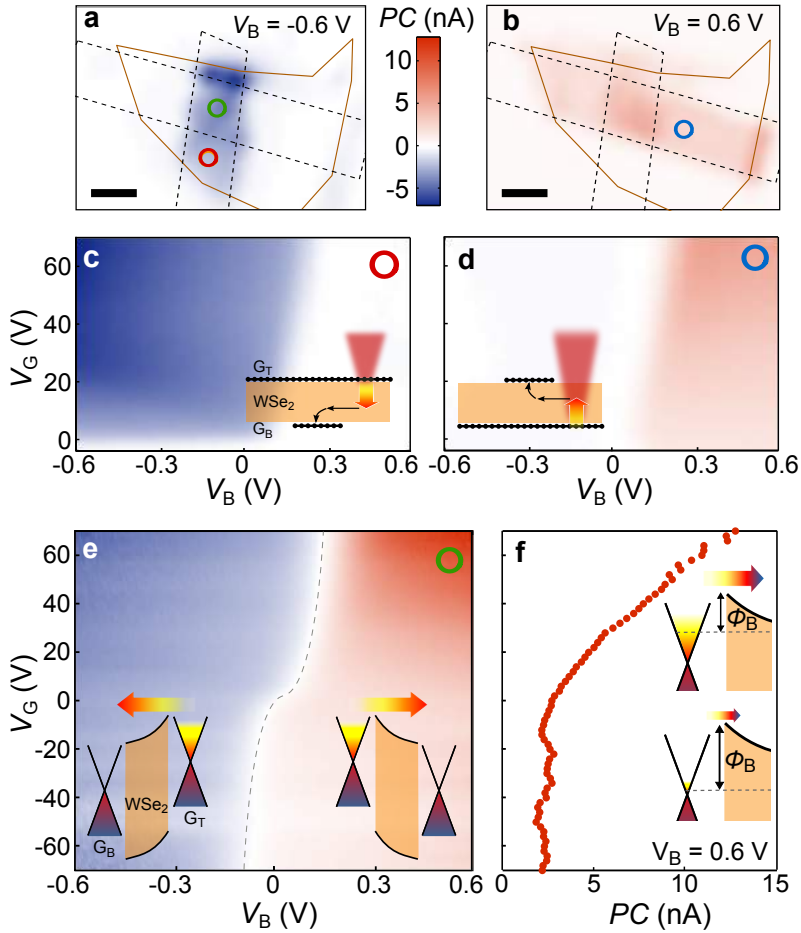 a
V_B = -0.6 V
PC (nA)
10
5
0
-5
b
V_B = 0.6 V
c
60
40
20
0
V_G (V)
G_T
WSe₂
G_B
-0.6
-0.3
0
0.3
0.6
V_B (V)
d
-0.6
-0.3
0
0.3
0.6
V_B (V)
e
60
40
20
0
-20
-40
-60
V_G (V)
WSe₂
G_B
G_T
-0.6
-0.3
0
0.3
0.6
V_B (V)
f
Φ_B
Φ_B
V_B = 0.6 V
0
5
10
15
PC (nA)